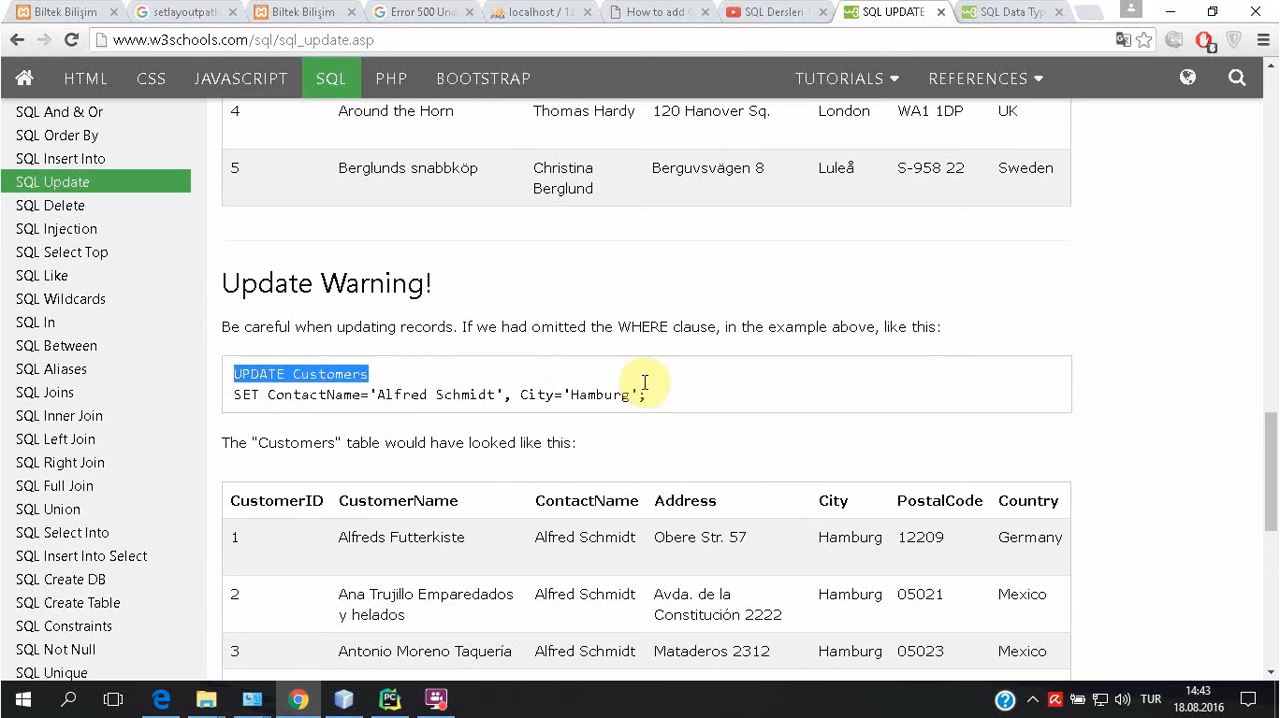 Biltek Bilişim
setlayoutpatl
Biltek Bilişim
Error 500 Uni
localhost / 12
How to add C
SQL Dersleri
SQL UPDATE
SQL Data Typ
www.w3schools.com/sql/sql_update.asp
6
HTML CSS JAVASCRIPT SQL PHP BOOTSTRAP TUTORIALS REFERENCES
SQL And & Or
SQL Order By
SQL Insert Into
SQL Update
SQL Delete
SQL Injection
SQL Select Top
SQL Like
SQL Wildcards
SQL In
SQL Between
SQL Aliases
SQL Joins
SQL Inner Join
SQL Left Join
SQL Right Join
SQL Full Join
SQL Union
SQL Select Into
SQL Insert Into Select
SQL Create DB
SQL Create Table
SQL Constraints
SQL Not Null
SQL Unique
4 Around the Horn Thomas Hardy 120 Hanover Sq. London WA1 1DP UK
5 Berglunds snabbköp Christina Berguvsvägen 8 Luleå S-958 22 Sweden
Berglund
Update Warning!
Be careful when updating records. If we had omitted the WHERE clause, in the example above, like this:
UPDATE Customers
SET ContactName='Alfred Schmidt', City='Hamburg';
The "Customers" table would have looked like this:
CustomerID CustomerName ContactName Address City PostalCode Country
1 Alfreds Futterkiste Alfred Schmidt Obere Str. 57 Hamburg 12209 Germany
2 Ana Trujillo Emparedados Alfred Schmidt Avda. de la Hamburg 05021 Mexico
y helados Constitución 2222
3 Antonio Moreno Taquería Alfred Schmidt Mataderos 2312 Hamburg 05023 Mexico
TUR
14:43
18.08.2016